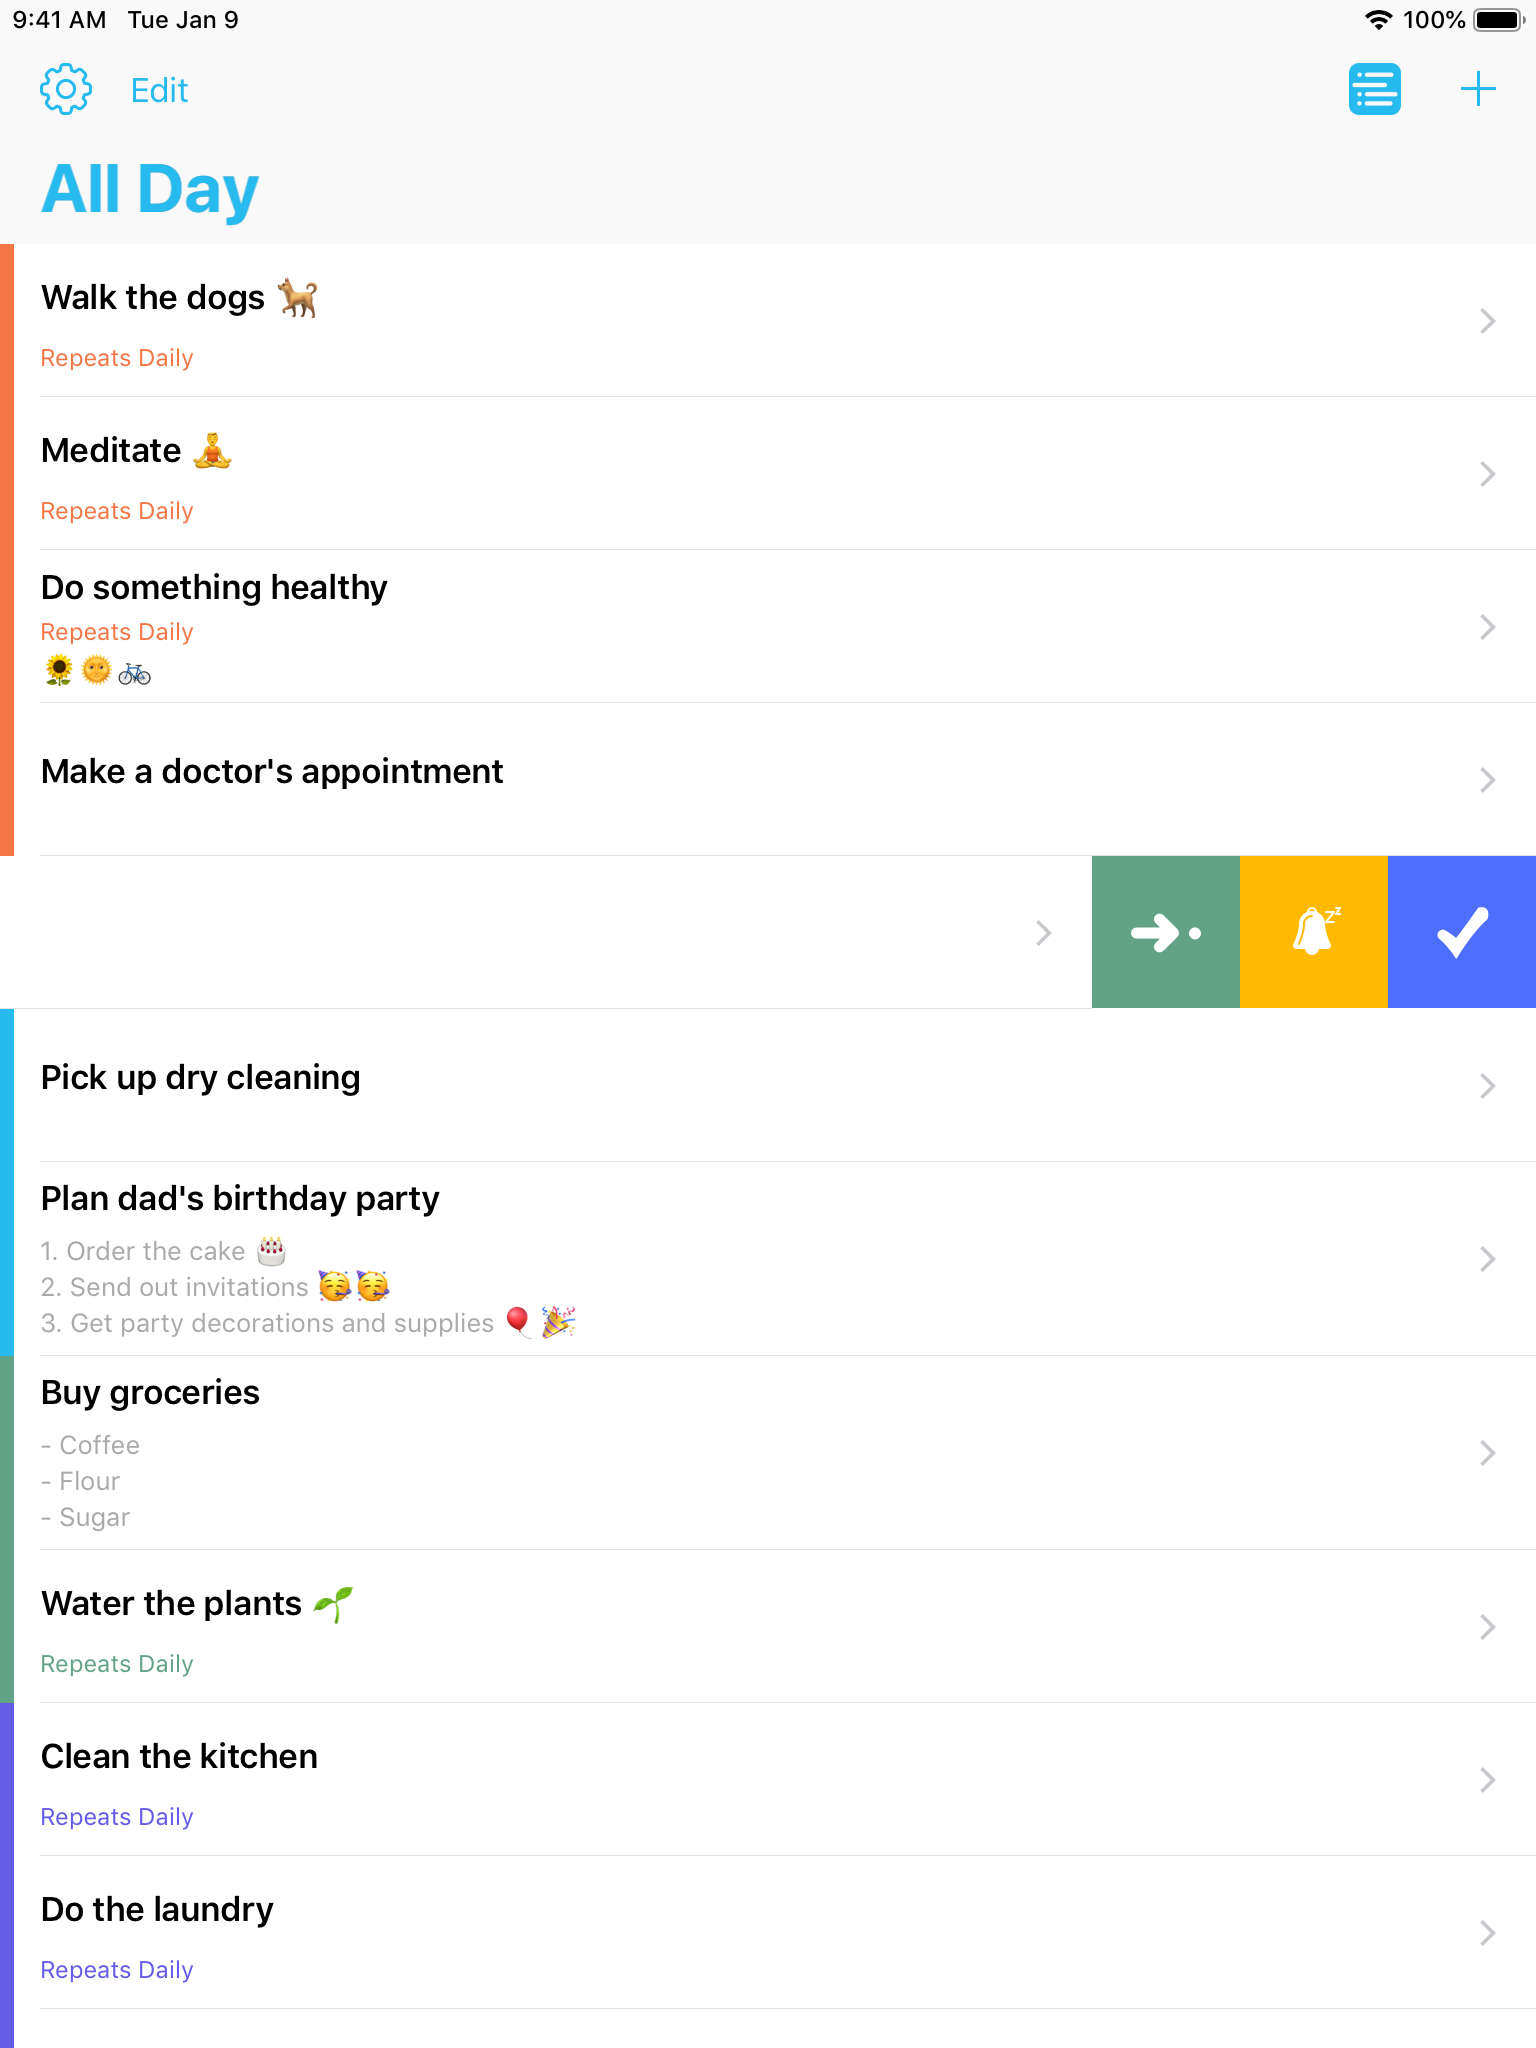 9:41 AM Tue Jan 9 100%
Edit
All Day
Walk the dogs 🐕
Repeats Daily
Meditate 🧘
Repeats Daily
Do something healthy
Repeats Daily
🌻🌞🚲
Make a doctor's appointment
zz
Pick up dry cleaning
Plan dad's birthday party
1. Order the cake 🎂
2. Send out invitations 🥳🥳
3. Get party decorations and supplies 🎈🎉
Buy groceries
- Coffee
- Flour
- Sugar
Water the plants 🌱
Repeats Daily
Clean the kitchen
Repeats Daily
Do the laundry
Repeats Daily